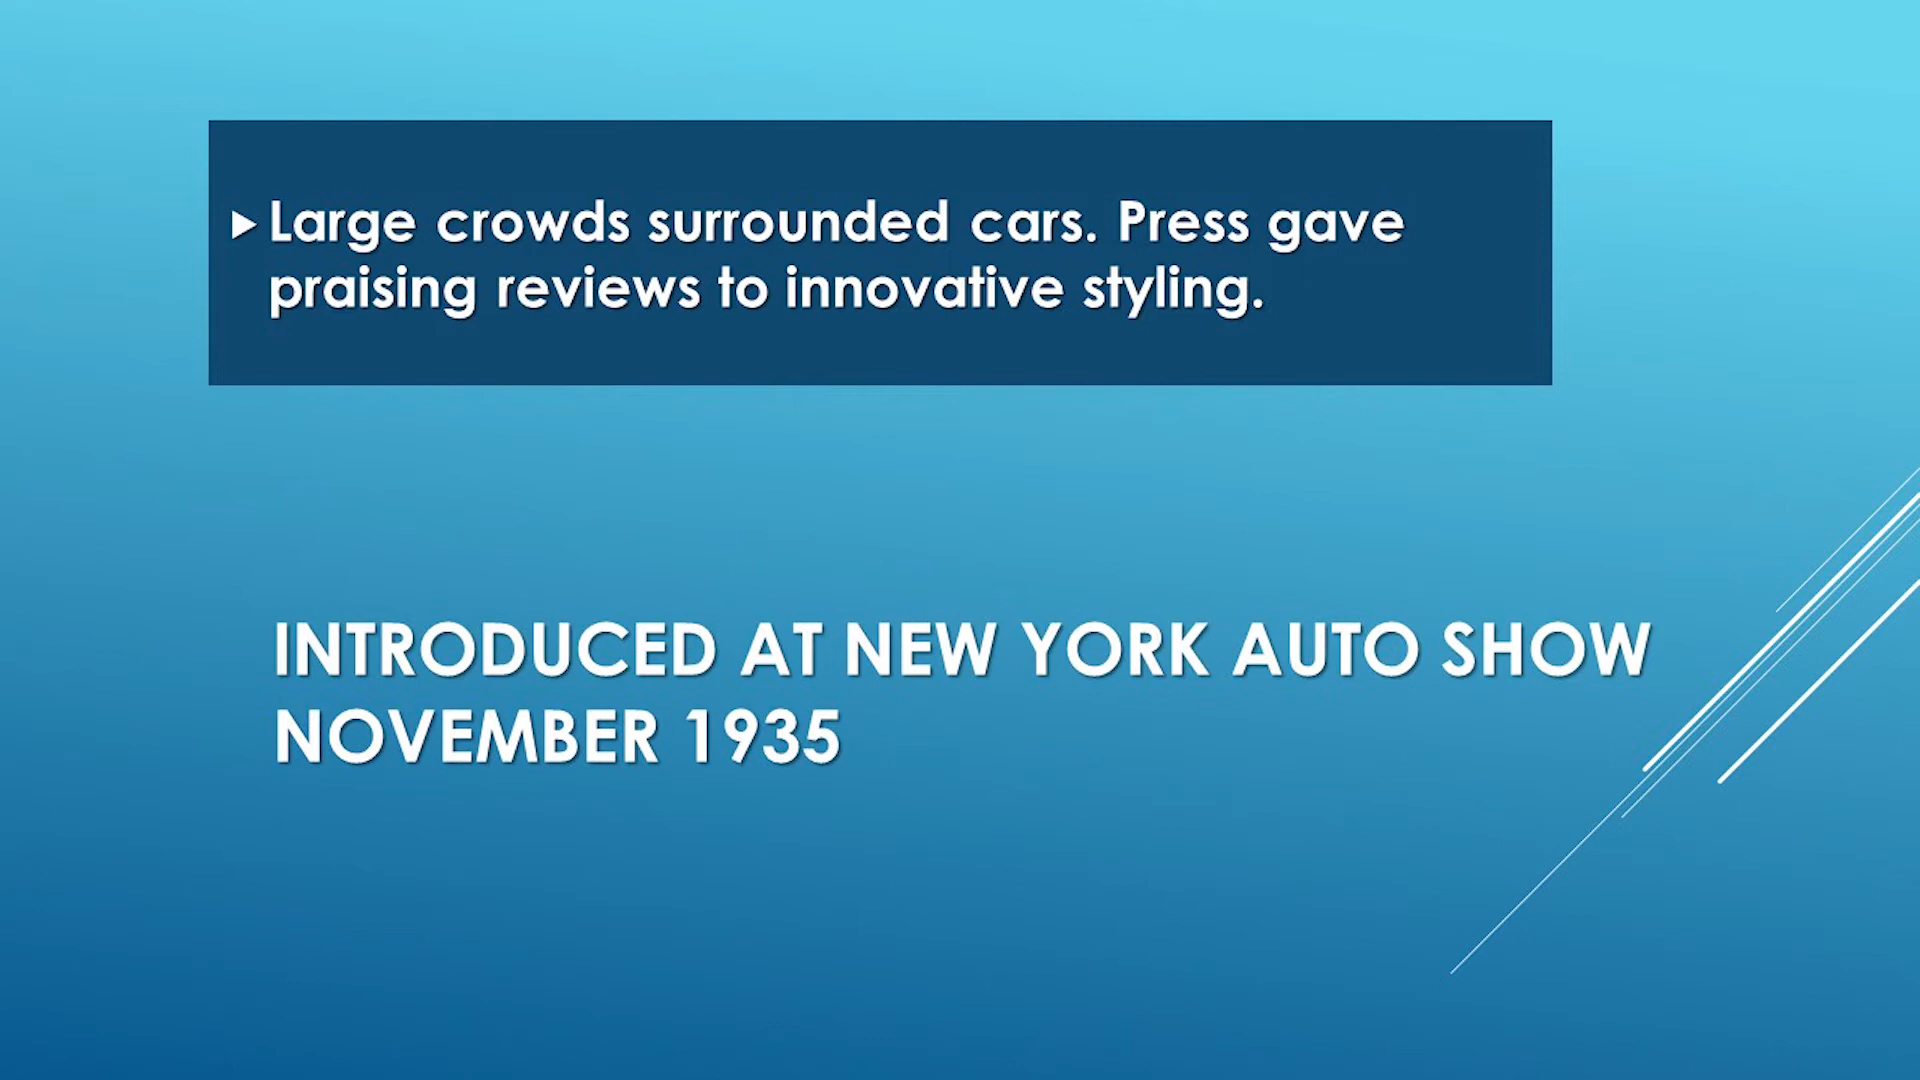 Large crowds surrounded cars. Press gave
praising reviews to innovative styling.
INTRODUCED AT NEW YORK AUTO SHOW
NOVEMBER 1935